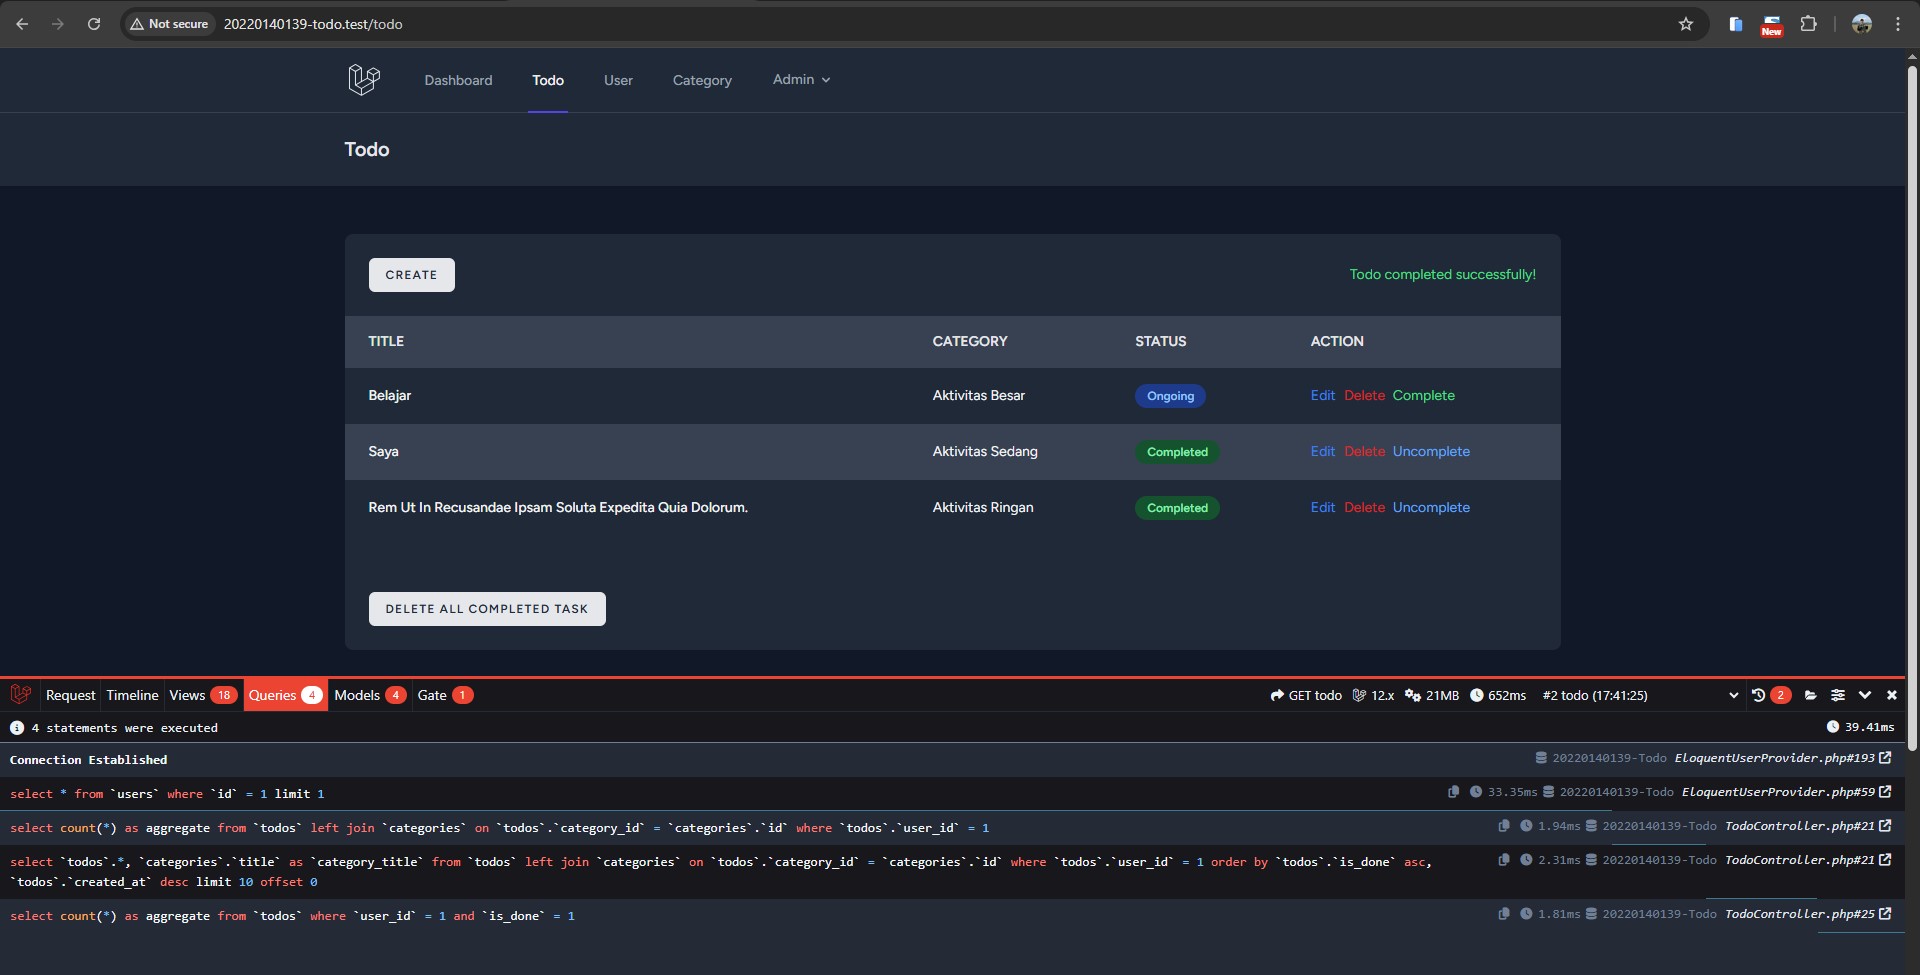 Not secure 20220140139-todo.test/todo New
Dashboard Todo User Category Admin
Todo
CREATE Todo completed successfully!
TITLE CATEGORY STATUS ACTION
Belajar Aktivitas Besar Ongoing Edit Delete Complete
Saya Aktivitas Sedang Completed Edit Delete Uncomplete
Rem Ut In Recusandae Ipsam Soluta Expedita Quia Dolorum. Aktivitas Ringan Completed Edit Delete Uncomplete
DELETE ALL COMPLETED TASK
Request Timeline Views 18 Queries 4 Models 4 Gate 1 GET todo 12.x 21MB 652ms #2 todo (17:41:25) 2
4 statements were executed 39.41ms
Connection Established 20220140139-Todo EloquentUserProvider.php#193
select * from `users` where `id` = 1 limit 1 33.35ms 20220140139-Todo EloquentUserProvider.php#59
select count(*) as aggregate from `todos` left join `categories` on `todos`.`category_id` = `categories`.`id` where `todos`.`user_id` = 1 1.94ms 20220140139-Todo TodoController.php#21
select `todos`.*, `categories`.`title` as `category_title` from `todos` left join `categories` on `todos`.`category_id` = `categories`.`id` where `todos`.`user_id` = 1 order by `todos`.`is_done` asc, 2.31ms 20220140139-Todo TodoController.php#21
`todos`.`created_at` desc limit 10 offset 0
select count(*) as aggregate from `todos` where `user_id` = 1 and `is_done` = 1 1.81ms 20220140139-Todo TodoController.php#25